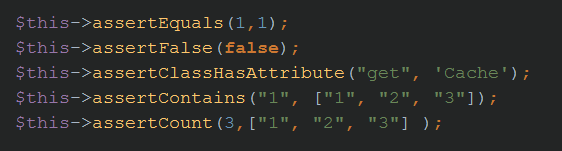 $this->assertEquals(1,1);
$this->assertFalse(false);
$this->assertClassHasAttribute("get", 'Cache');
$this->assertContains("1", ["1", "2", "3"]);
$this->assertCount(3,["1", "2", "3"] );